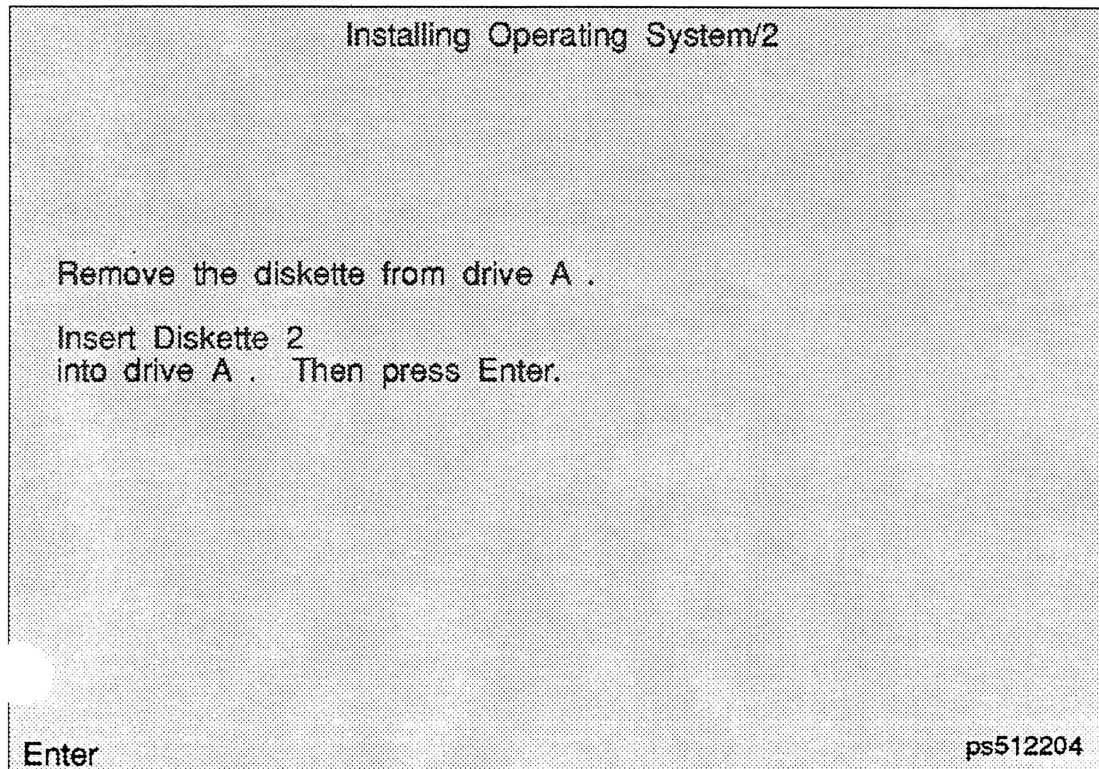 Installing Operating System/2
Remove the diskette from drive A .
Insert Diskette 2
into drive A . Then press Enter.
Enter
ps512204